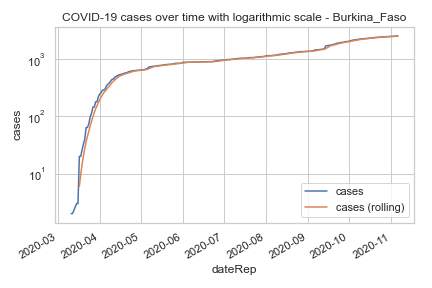 COVID-19 cases over time with logarithmic scale - Burkina_Faso
cases
10³
10²
10¹
cases
cases (rolling)
2020-03
2020-04
2020-05
2020-06
2020-07
2020-08
2020-09
2020-10
2020-11
dateRep